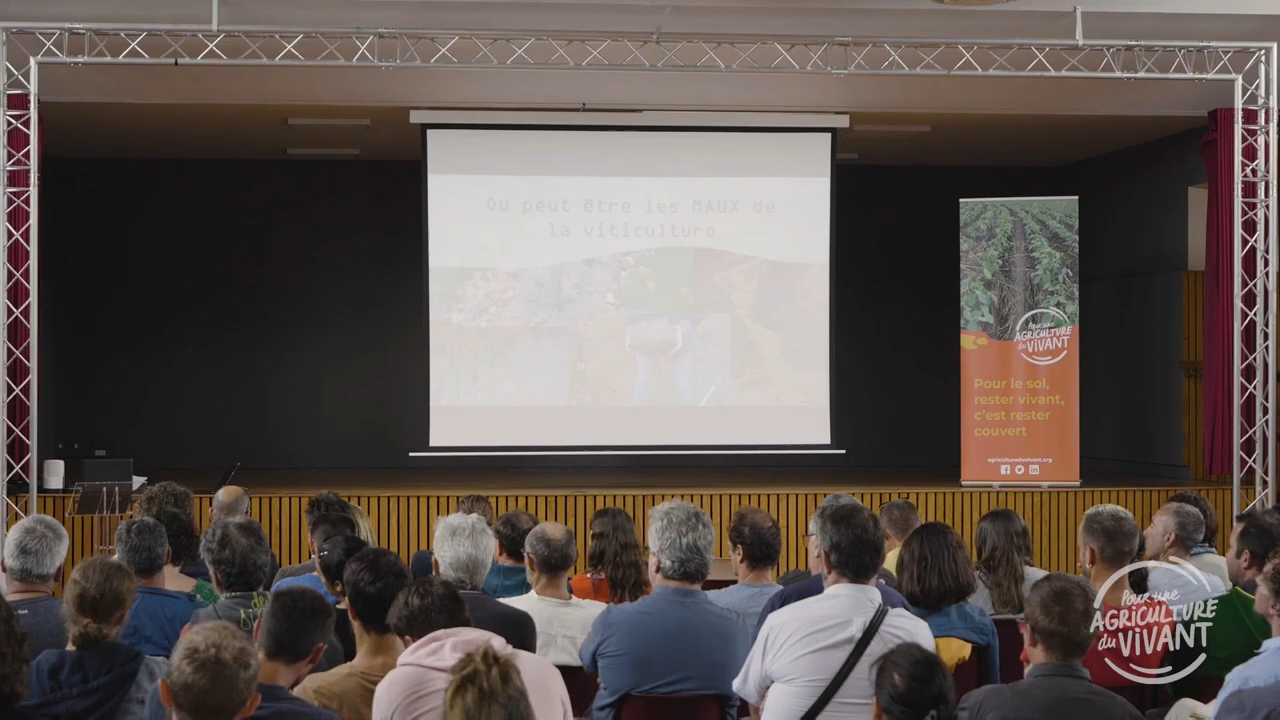 Ou peut être les MAUX de
la viticulture
Pour une
AGRICULTURE
du VIVANT
Pour le sol,
rester vivant,
c'est rester
couvert
agricultureduvivant.org
Pour une
AGRICULTURE
du VIVANT